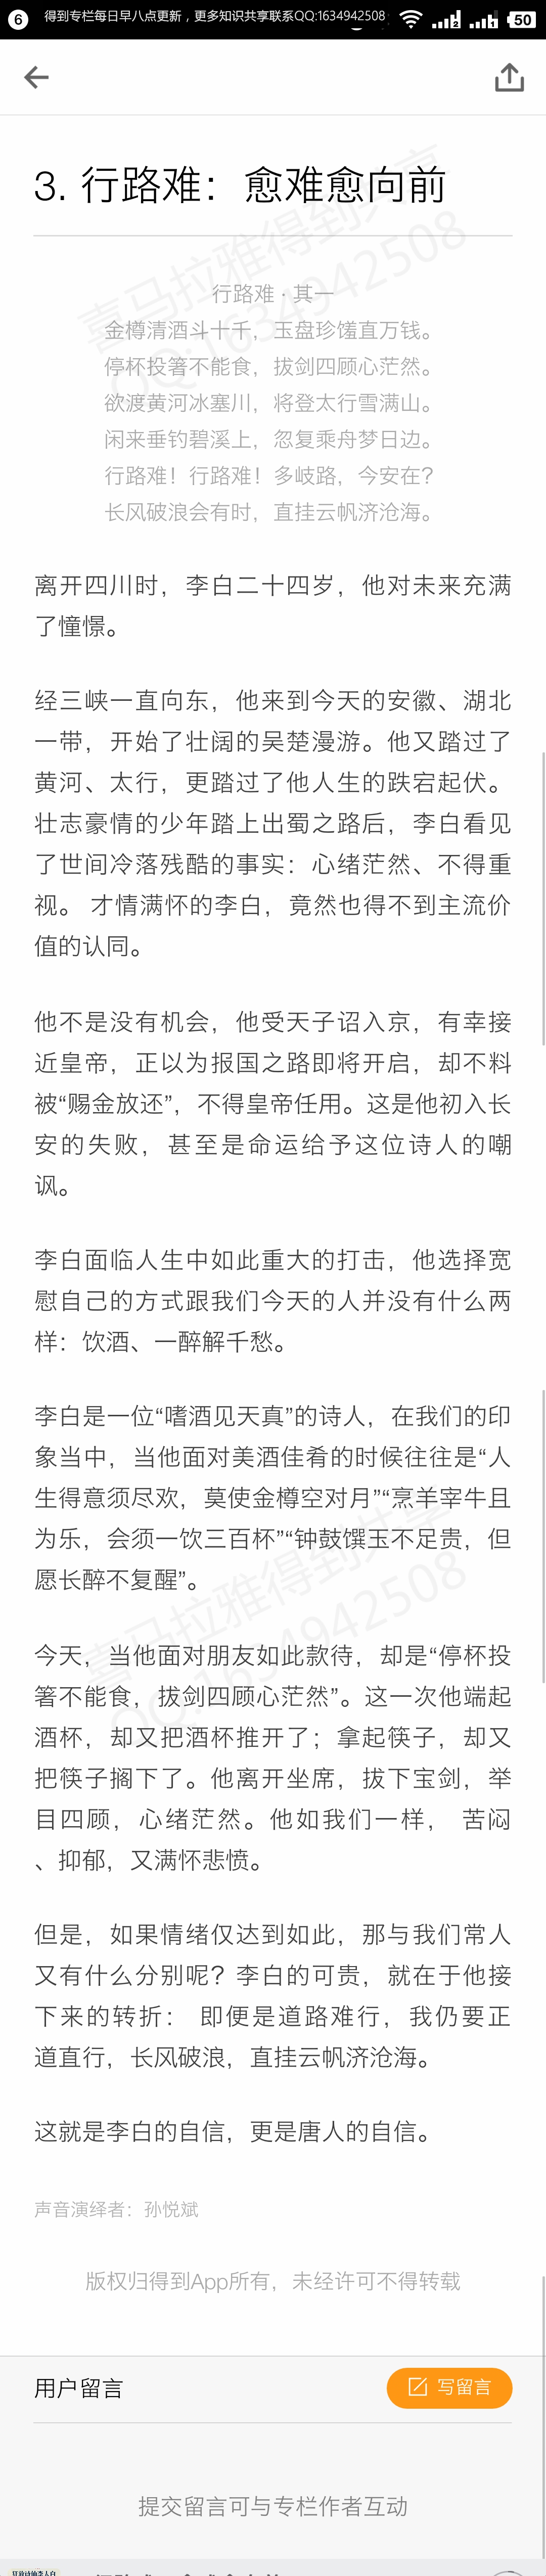 6 得到专栏每日早八点更新，更多知识共享联系QQ:1634942508 2 1 50
3. 行路难：愈难愈向前
喜马拉雅得到共享
QQ:1634942508
行路难 · 其一
金樽清酒斗十千，玉盘珍馐直万钱。
停杯投箸不能食，拔剑四顾心茫然。
欲渡黄河冰塞川，将登太行雪满山。
闲来垂钓碧溪上，忽复乘舟梦日边。
行路难！行路难！多岐路，今安在？
长风破浪会有时，直挂云帆济沧海。
离开四川时，李白二十四岁，他对未来充满
了憧憬。
经三峡一直向东，他来到今天的安徽、湖北
一带，开始了壮阔的吴楚漫游。他又踏过了
黄河、太行，更踏过了他人生的跌宕起伏。
壮志豪情的少年踏上出蜀之路后，李白看见
了世间冷落残酷的事实：心绪茫然、不得重
视。 才情满怀的李白，竟然也得不到主流价
值的认同。
他不是没有机会，他受天子诏入京，有幸接
近皇帝，正以为报国之路即将开启，却不料
被“赐金放还”，不得皇帝任用。这是他初入长
安的失败，甚至是命运给予这位诗人的嘲
讽。
李白面临人生中如此重大的打击，他选择宽
慰自己的方式跟我们今天的人并没有什么两
样：饮酒、一醉解千愁。
李白是一位“嗜酒见天真”的诗人，在我们的印
象当中，当他面对美酒佳肴的时候往往是“人
生得意须尽欢，莫使金樽空对月”“烹羊宰牛且
为乐，会须一饮三百杯”“钟鼓馔玉不足贵，但
愿长醉不复醒”。
喜马拉雅得到共享
QQ:1634942508
今天，当他面对朋友如此款待，却是“停杯投
箸不能食，拔剑四顾心茫然”。这一次他端起
酒杯，却又把酒杯推开了；拿起筷子，却又
把筷子搁下了。他离开坐席，拔下宝剑，举
目四顾，心绪茫然。他如我们一样， 苦闷
、抑郁，又满怀悲愤。
但是，如果情绪仅达到如此，那与我们常人
又有什么分别呢？李白的可贵，就在于他接
下来的转折： 即便是道路难行，我仍要正
道直行，长风破浪，直挂云帆济沧海。
这就是李白的自信，更是唐人的自信。
声音演绎者：孙悦斌
版权归得到App所有，未经许可不得转载
用户留言
写留言
提交留言可与专栏作者互动